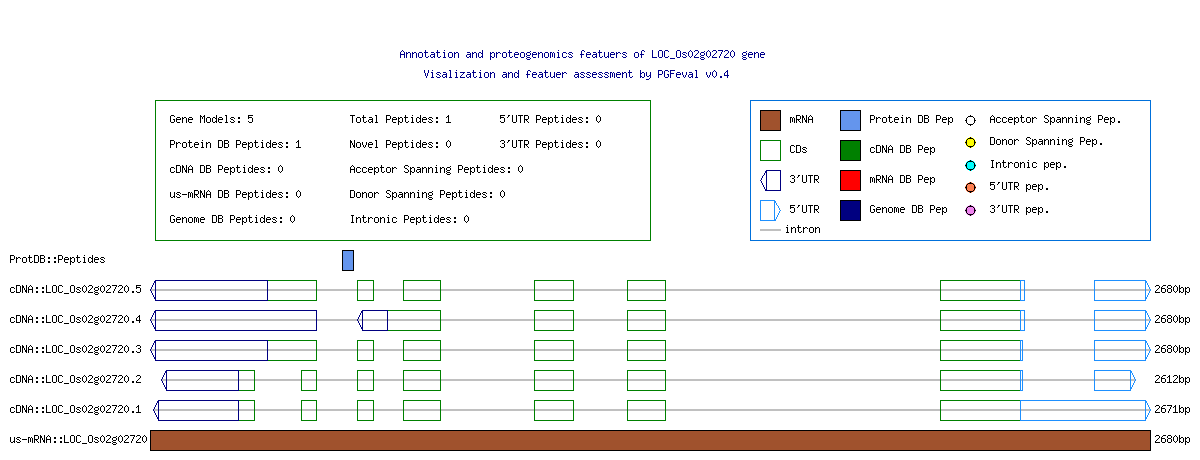 Annotation and proteogenomics featuers of LOC_Os02g02720 gene
Visalization and featuer assessment by PGFeval v0.4
Gene Models: 5 Total Peptides: 1 5'UTR Peptides: 0
Protein DB Peptides: 1 Novel Peptides: 0 3'UTR Peptides: 0
cDNA DB Peptides: 0 Acceptor Spanning Peptides: 0
us-mRNA DB Peptides: 0 Donor Spanning Peptides: 0
Genome DB Peptides: 0 Intronic Peptides: 0
mRNA Protein DB Pep Acceptor Spanning Pep.
CDs cDNA DB Pep Donor Spanning Pep.
3'UTR mRNA DB Pep Intronic pep.
5'UTR Genome DB Pep 5'UTR pep.
intron 3'UTR pep.
ProtDB::Peptides
cDNA::LOC_Os02g02720.5 2680bp
cDNA::LOC_Os02g02720.4 2680bp
cDNA::LOC_Os02g02720.3 2680bp
cDNA::LOC_Os02g02720.2 2612bp
cDNA::LOC_Os02g02720.1 2671bp
us-mRNA::LOC_Os02g02720 2680bp